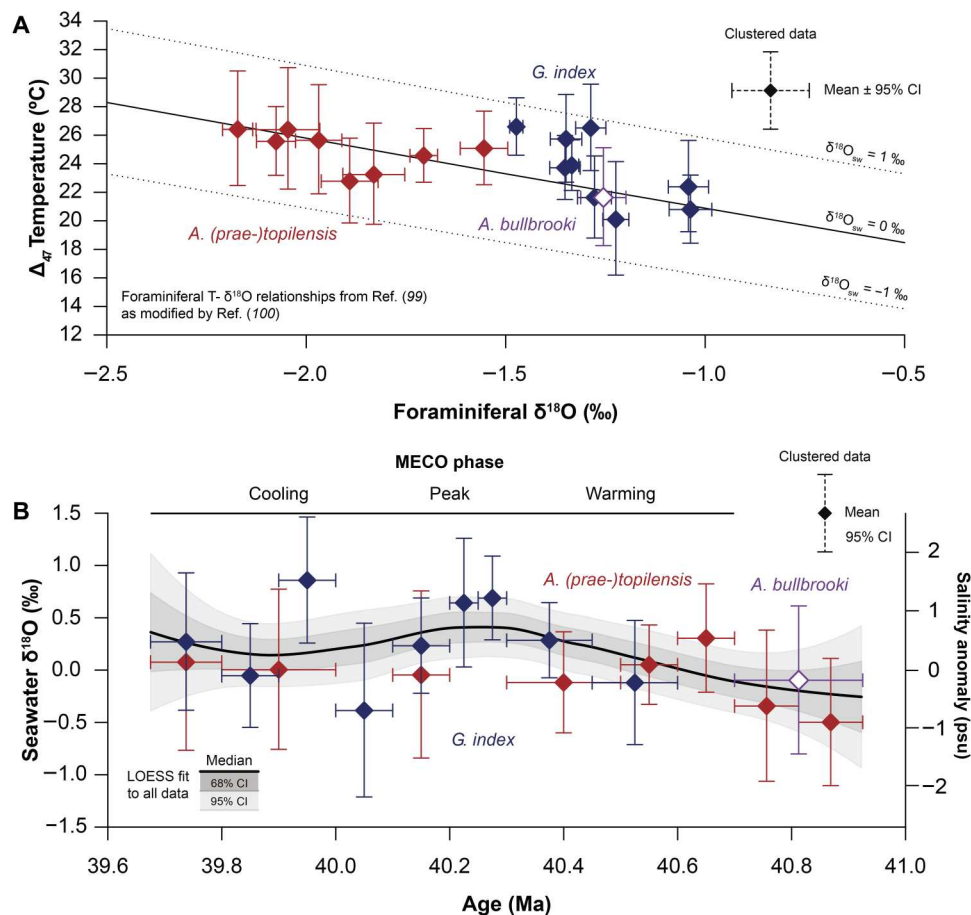 A
34
32
30
28
26
24
22
20
18
16
14
12
Δ47 Temperature (ºC)
Clustered data
Mean ± 95% CI
G. index
δ18Osw = 1 ‰
A. (prae-)topilensis
A. bullbrooki
δ18Osw = 0 ‰
δ18Osw = −1 ‰
Foraminiferal T- δ18O relationships from Ref. (99)
as modified by Ref. (100)
−2.5 −2.0 −1.5 −1.0 −0.5
Foraminiferal δ18O (‰)
MECO phase
Cooling Peak Warming
Clustered data
Mean
95% CI
B
1.5
1.0
0.5
0.0
−0.5
−1.0
−1.5
Seawater δ18O (‰)
A. (prae-)topilensis
A. bullbrooki
G. index
2
1
0
−1
−2
Salinity anomaly (psu)
Median
LOESS fit
to all data
68% CI
95% CI
39.6 39.8 40.0 40.2 40.4 40.6 40.8 41.0
Age (Ma)